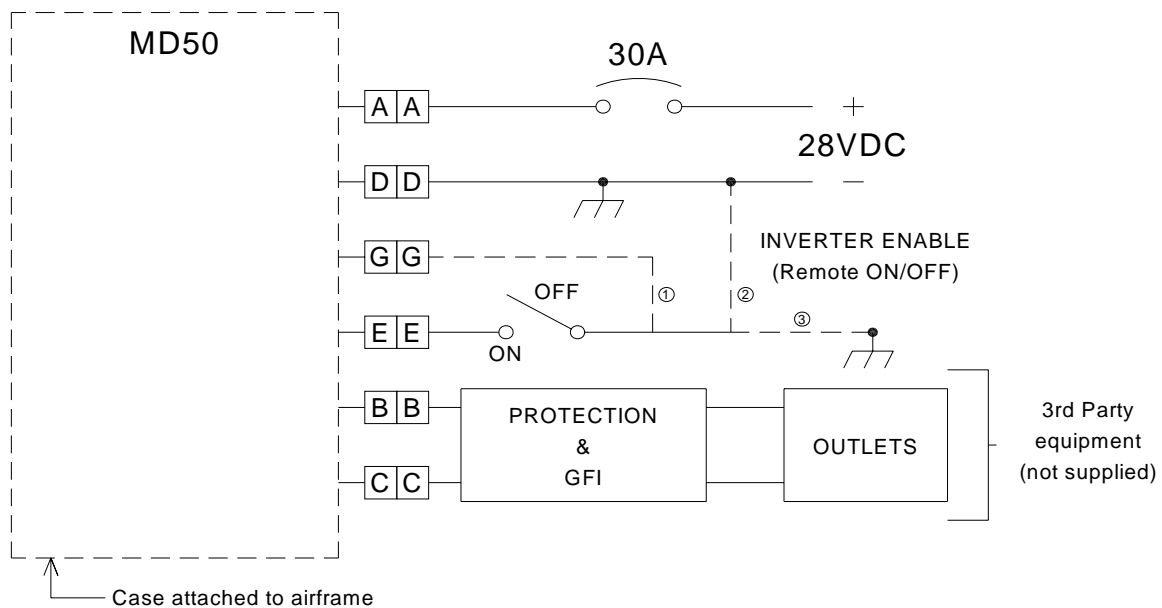 MD50
30A
A A
+
28VDC
D D
−
G G
INVERTER ENABLE
(Remote ON/OFF)
OFF
①
②
③
E E
ON
B B
PROTECTION
&
GFI
OUTLETS
3rd Party
equipment
(not supplied)
C C
Case attached to airframe